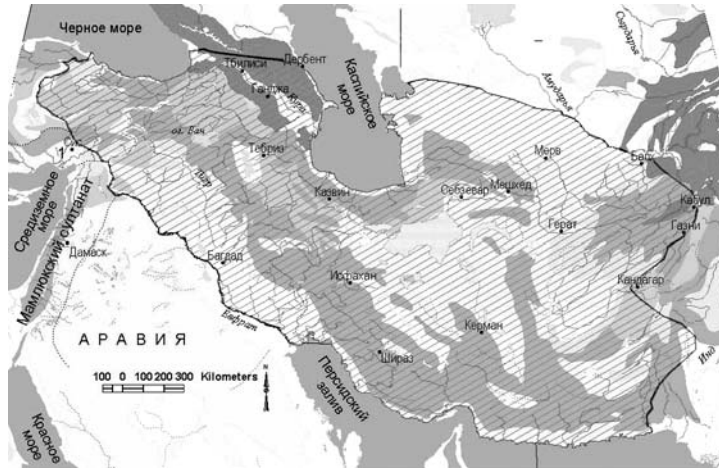 Черное море
Сырдарья
Дербент
Тбилиси
Каспийское
море
Амударья
Ганджа
Кура
оз. Ван
1
Тебриз
Мерв
Балх
Тигр
Мешхед
Себзевар
Казвин
Кабул
Средиземное
море
Мамлюкский султанат
Герат
Газни
Дамаск
Багдад
Исфахан
Кандагар
Евфрат
АРАВИЯ
Керман
Шираз
Инд
100 0 100 200 300 Kilometers
Персидский
залив
Красное
море